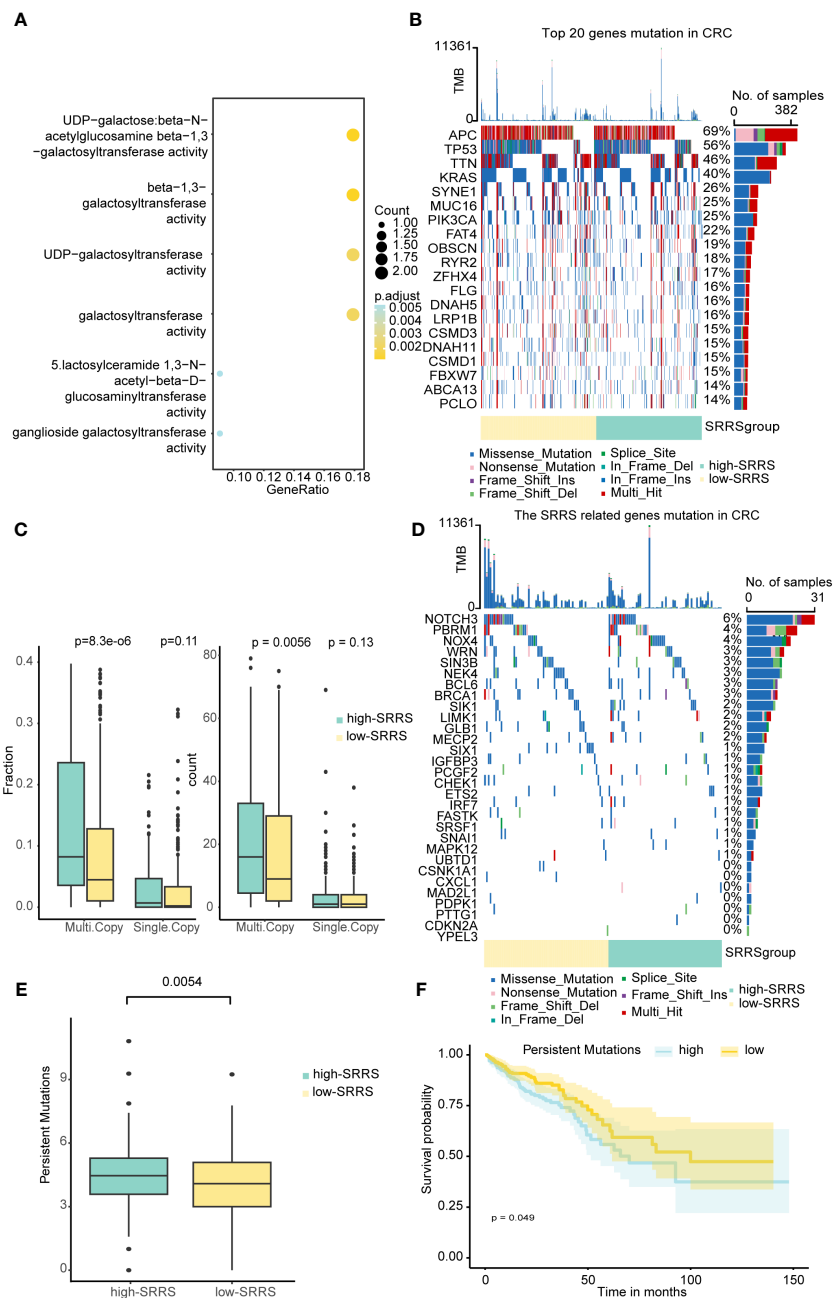 A
UDP-galactose:beta-N-
acetylglucosamine beta-1,3
-galactosyltransferase activity
beta-1,3-
galactosyltransferase
activity
UDP-galactosyltransferase
activity
galactosyltransferase
activity
5.lactosylceramide 1,3-N-
acetyl-beta-D-
glucosaminyltransferase
activity
ganglioside galactosyltransferase
activity
0.10 0.12 0.14 0.16 0.18
GeneRatio
Count
1.00
1.25
1.50
1.75
2.00
p.adjust
0.005
0.004
0.003
0.002
B
Top 20 genes mutation in CRC
11361
TMB
0
No. of samples
0 382
APC 69%
TP53 56%
TTN 46%
KRAS 40%
SYNE1 26%
MUC16 25%
PIK3CA 25%
FAT4 22%
OBSCN 19%
RYR2 18%
ZFHX4 17%
FLG 16%
DNAH5 16%
LRP1B 16%
CSMD3 15%
DNAH11 15%
CSMD1 15%
FBXW7 15%
ABCA13 14%
PCLO 14%
SRRSgroup
Missense_Mutation
Nonsense_Mutation
Frame_Shift_Ins
Frame_Shift_Del
Splice_Site
In_Frame_Del
In_Frame_Ins
Multi_Hit
high-SRRS
low-SRRS
C
p=8.3e-o6 p=0.11
Fraction
0.4
0.3
0.2
0.1
0.0
Multi.Copy Single.Copy
p = 0.0056 p = 0.13
count
80
60
40
20
0
Multi.Copy Single.Copy
high-SRRS
low-SRRS
D
The SRRS related genes mutation in CRC
11361
TMB
0
No. of samples
0 31
NOTCH3 6%
PBRM1 4%
NOX4 4%
WRN 3%
SIN3B 3%
NEK4 3%
BCL6 3%
BRCA1 3%
SIK1 2%
LIMK1 2%
GLB1 2%
MECP2 2%
SIX1 1%
IGFBP3 1%
PCGF2 1%
CHEK1 1%
ETS2 1%
IRF7 1%
FASTK 1%
SRSF1 1%
SNAI1 1%
MAPK12 1%
UBTD1 1%
CSNK1A1 0%
CXCL1 0%
MAD2L1 0%
PDPK1 0%
PTTG1 0%
CDKN2A 0%
YPEL3 0%
SRRSgroup
Missense_Mutation
Nonsense_Mutation
Frame_Shift_Del
In_Frame_Del
Splice_Site
Frame_Shift_Ins
Multi_Hit
high-SRRS
low-SRRS
E
0.0054
Persistent Mutations
9
6
3
0
high-SRRS low-SRRS
high-SRRS
low-SRRS
F
Persistent Mutations high low
Survival probability
1.00
0.75
0.50
0.25
0.00
p = 0.049
0 50 100 150
Time in months